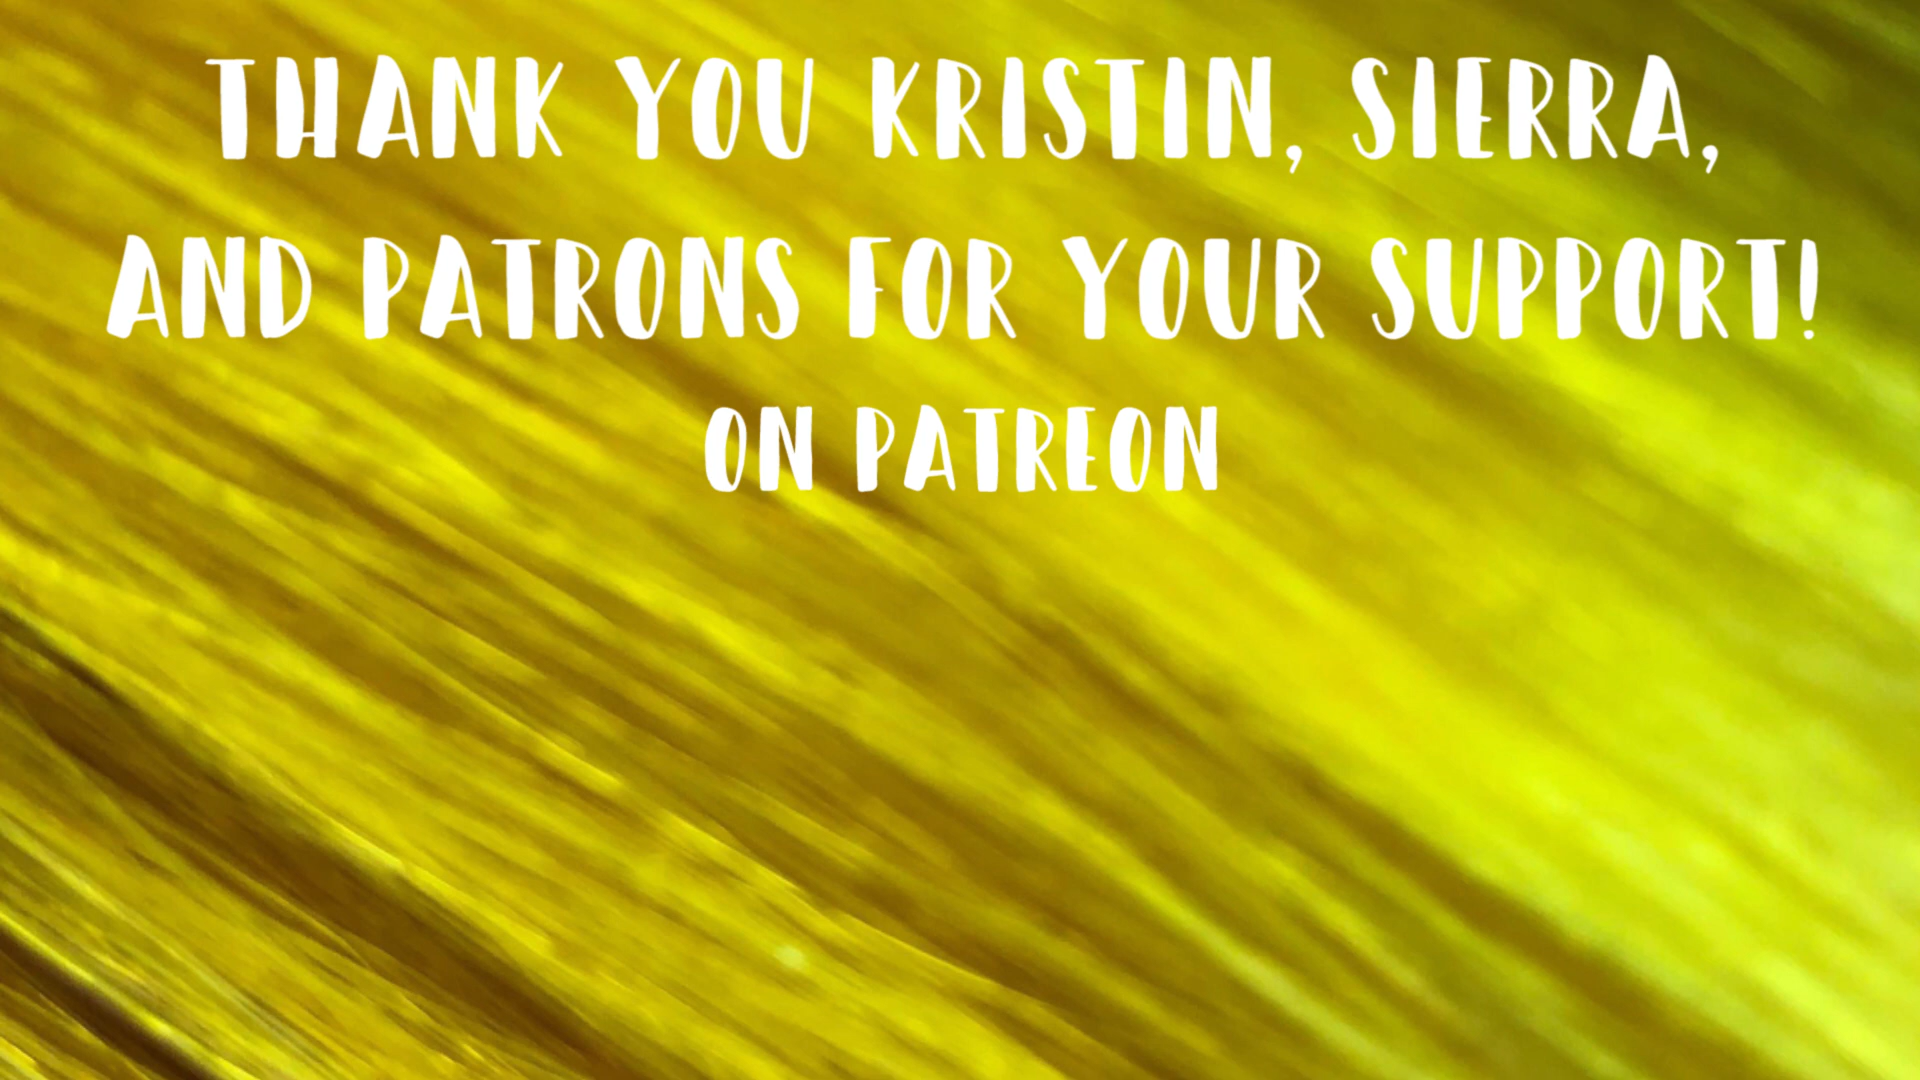 THANK YOU KRISTIN, SIERRA,
AND PATRONS FOR YOUR SUPPORT!
ON PATREON